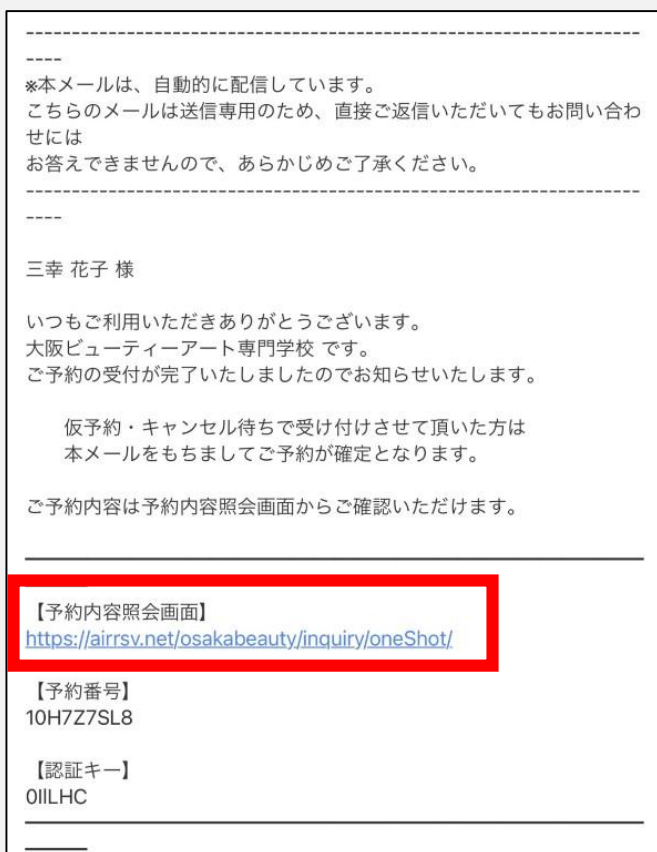 --------------------------------------------------------------------
----
※本メールは、自動的に配信しています。
こちらのメールは送信専用のため、直接ご返信いただいてもお問い合わ
せには
お答えできませんので、あらかじめご了承ください。
--------------------------------------------------------------------
----
三幸 花子 様
いつもご利用いただきありがとうございます。
大阪ビューティーアート専門学校 です。
ご予約の受付が完了いたしましたのでお知らせいたします。
仮予約・キャンセル待ちで受け付けさせて頂いた方は
本メールをもちましてご予約が確定となります。
ご予約内容は予約内容照会画面からご確認いただけます。
【予約内容照会画面】
https://airrsv.net/osakabeauty/inquiry/oneShot/
【予約番号】
10H7Z7SL8
【認証キー】